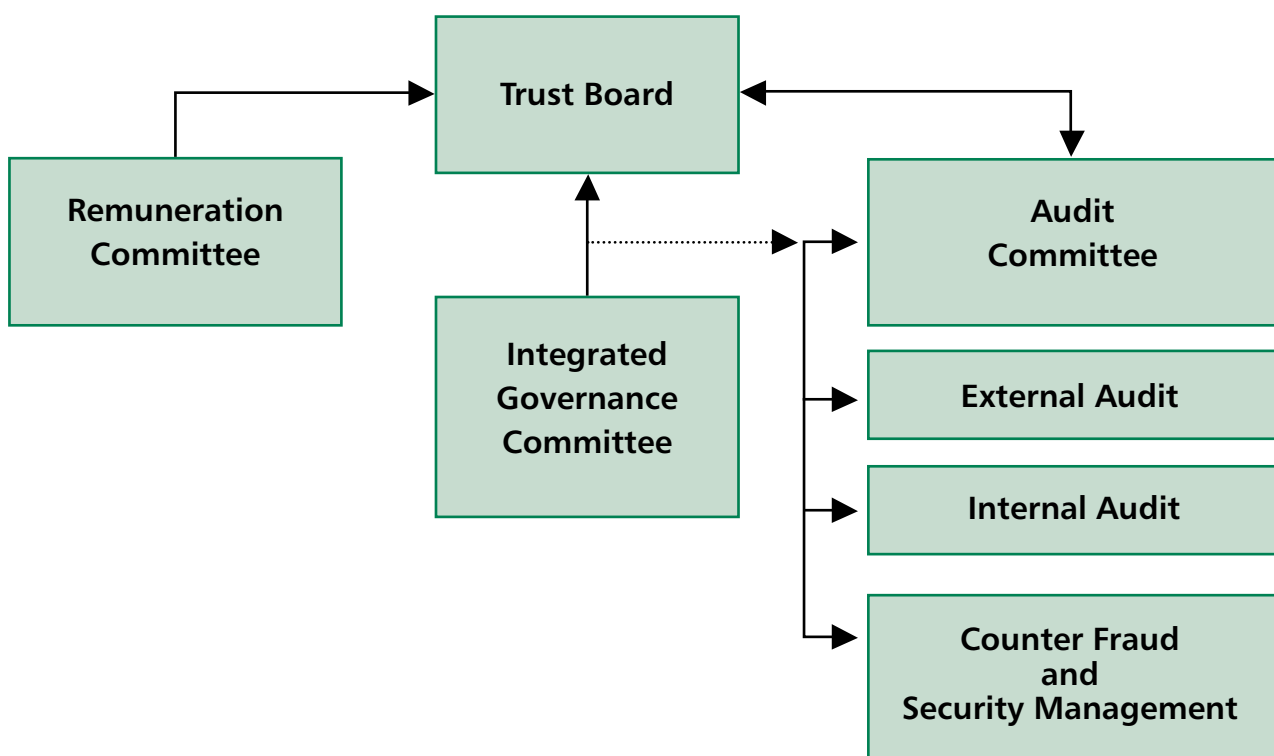 Trust Board
Remuneration
Committee
Audit
Committee
Integrated
Governance
Committee
External Audit
Internal Audit
Counter Fraud
and
Security Management